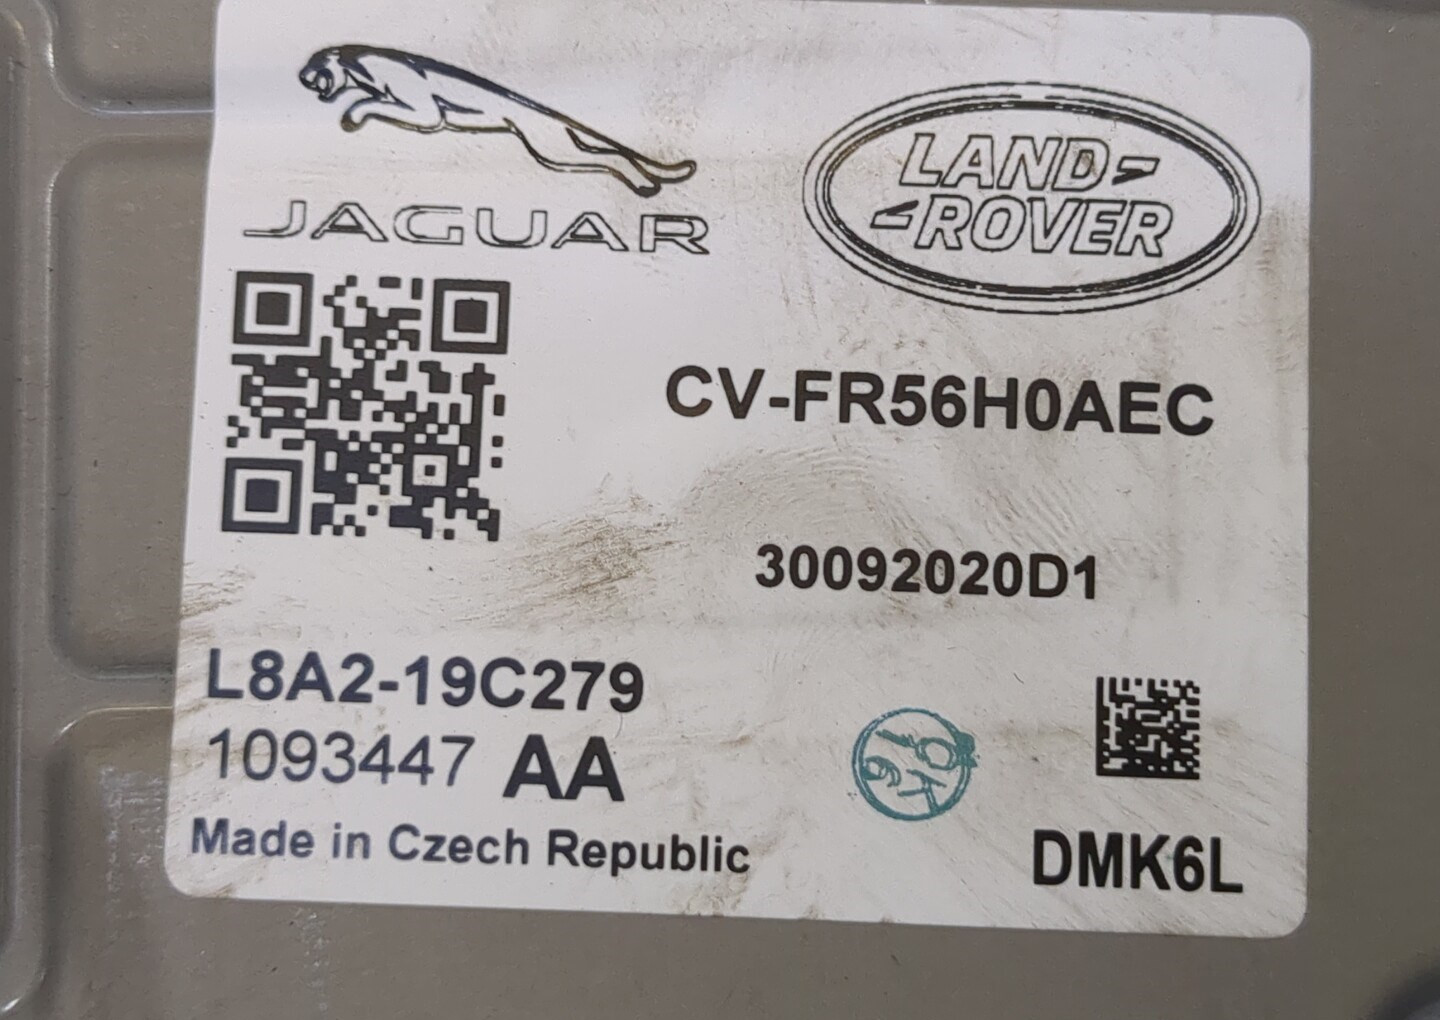 JAGUAR
LAND
ROVER
CV-FR56H0AEC
30092020D1
L8A2-19C279
1093447 AA
Made in Czech Republic
DMK6L